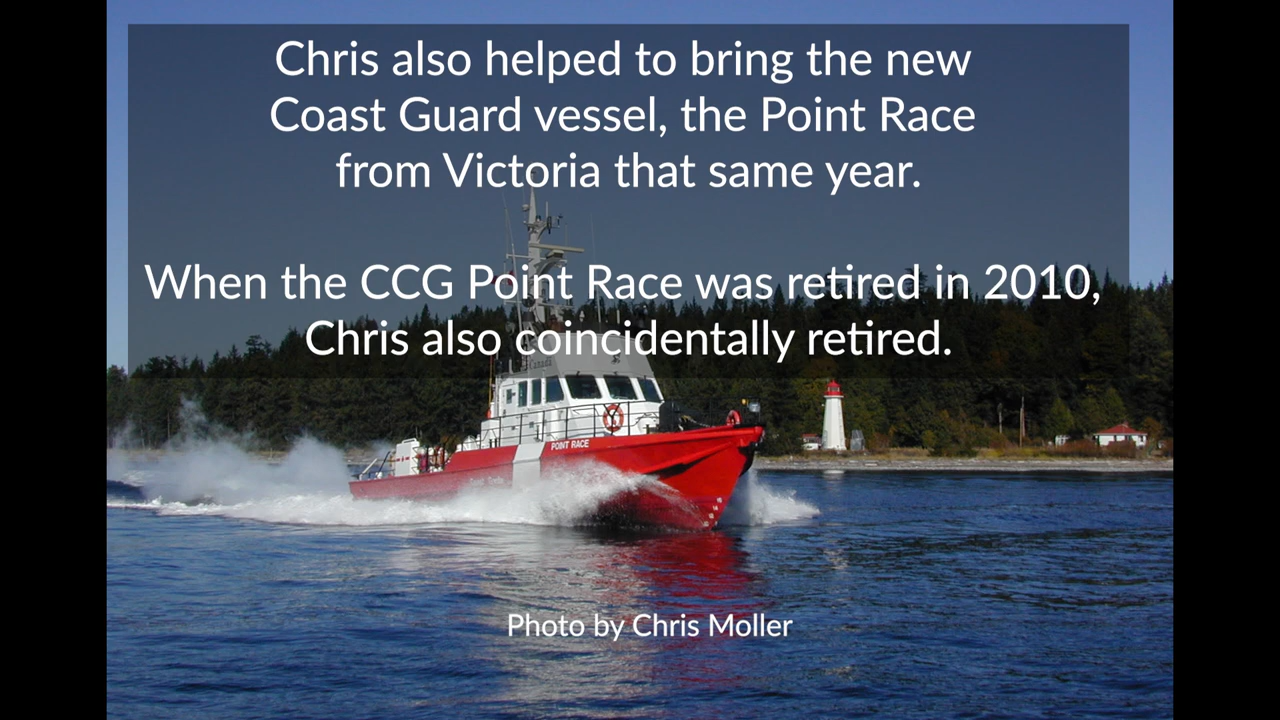 Chris also helped to bring the new
Coast Guard vessel, the Point Race
from Victoria that same year.
When the CCG Point Race was retired in 2010,
Chris also coincidentally retired.
Canada
POINT RACE
Photo by Chris Moller